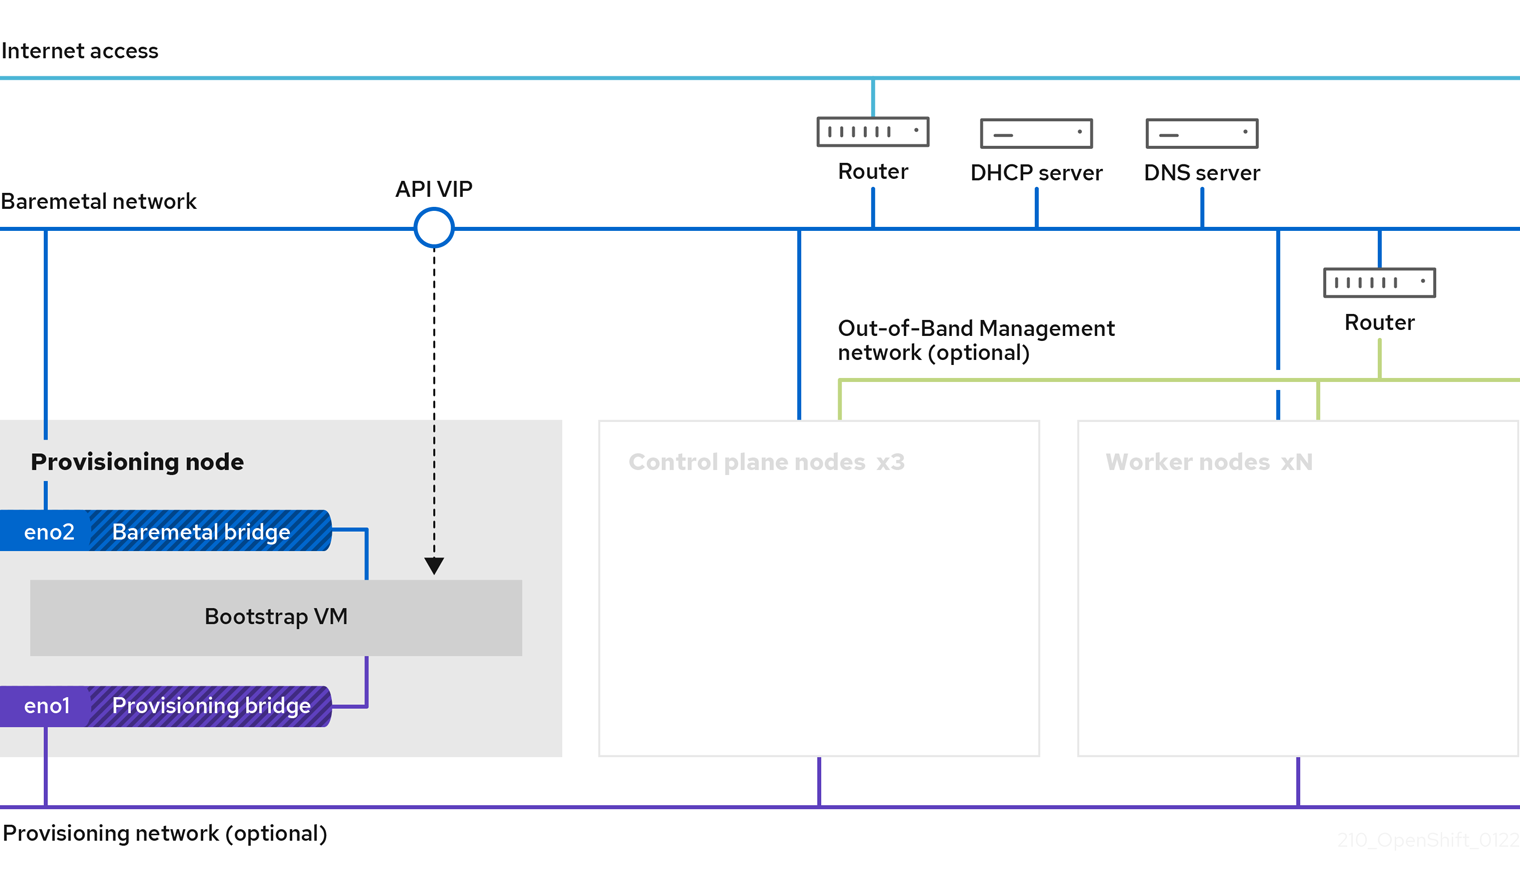 Internet access
Router
DHCP server
DNS server
API VIP
Baremetal network
Router
Out-of-Band Management
network (optional)
Provisioning node
Control plane nodes x3
Worker nodes xN
eno2
Baremetal bridge
Bootstrap VM
eno1
Provisioning bridge
Provisioning network (optional)
210_OpenShift_0122